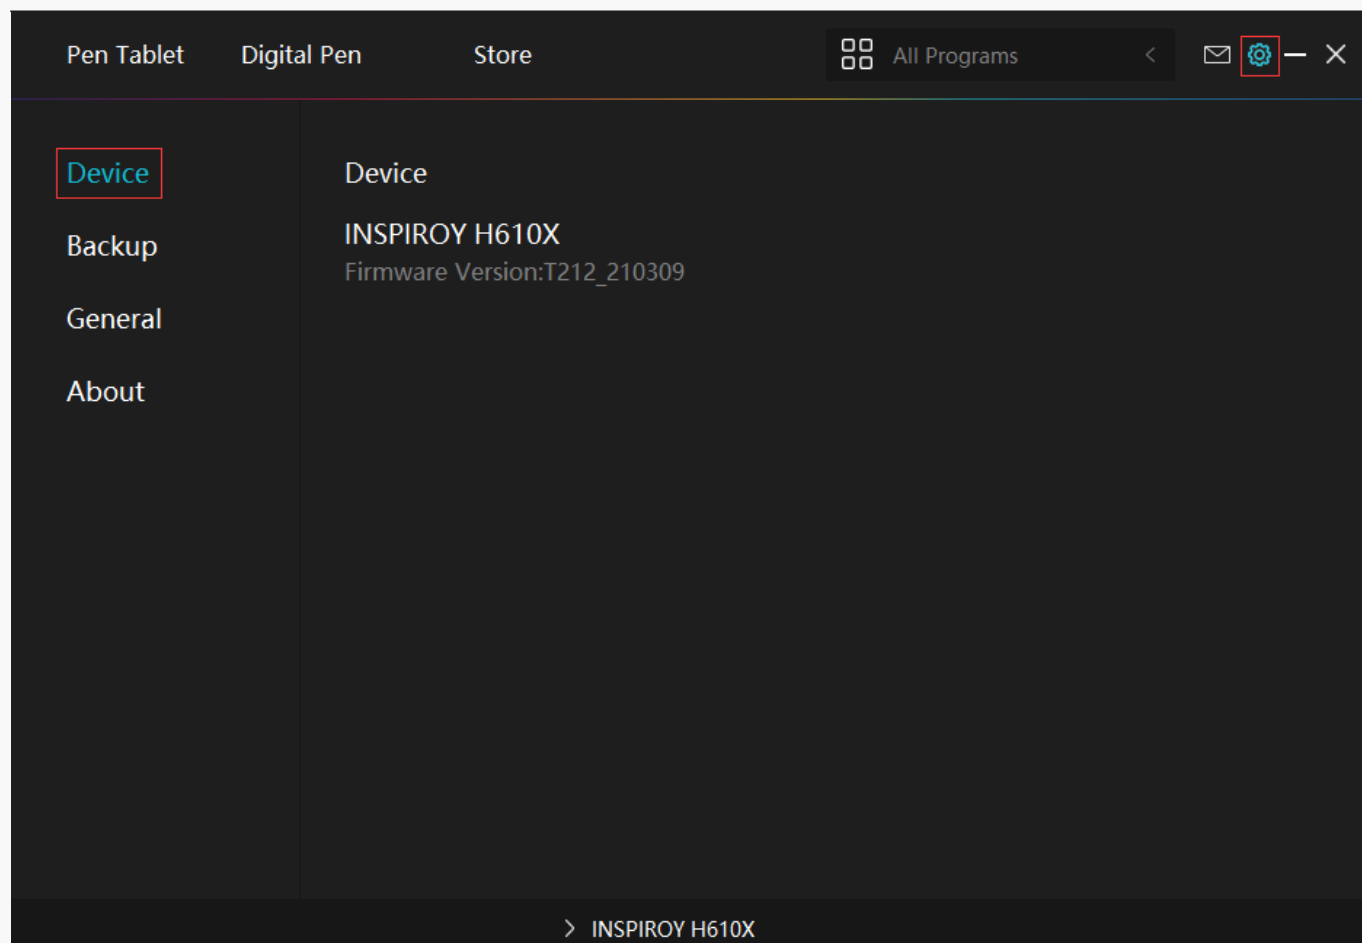 Pen Tablet Digital Pen Store All Programs
Device
Backup
General
About
Device
INSPIROY H610X
Firmware Version:T212_210309
INSPIROY H610X